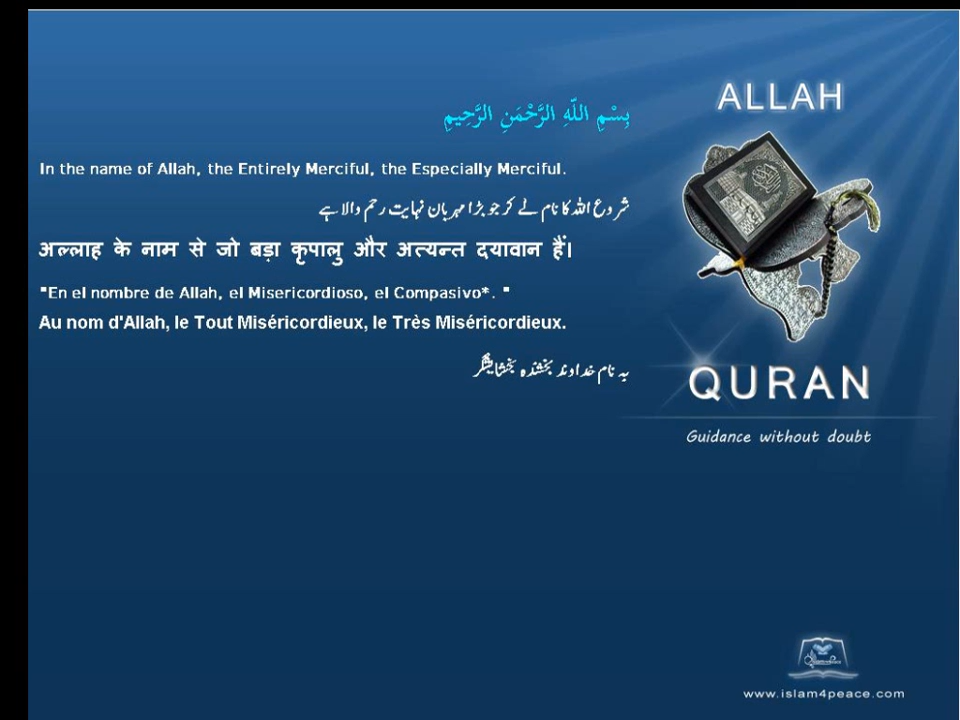 بِسْمِ اللّهِ الرَّحْمَنِ الرَّحِيمِ
In the name of Allah, the Entirely Merciful, the Especially Merciful.
شروع الله کا نام لے کر جو بڑا مہربان نہایت رحم والا ہے
अल्लाह के नाम से जो बड़ा कृपालु और अत्यन्त दयावान हैं।
"En el nombre de Allah, el Misericordioso, el Compasivo*. "
Au nom d'Allah, le Tout Miséricordieux, le Très Miséricordieux.
به نام خداوند بخشنده بخشایشگر
ALLAH
QURAN
Guidance without doubt
www.islam4peace.com